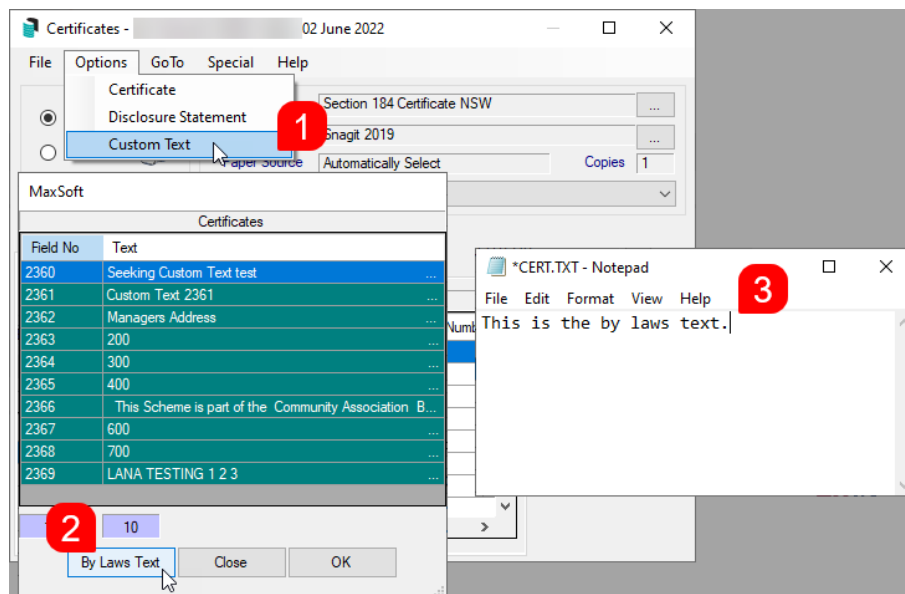 Certificates -
02 June 2022
File Options GoTo Special Help
Certificate
Disclosure Statement
Custom Text
1
Section 184 Certificate NSW
...
Snagit 2019
...
Paper Source Automatically Select Copies 1
MaxSoft
Certificates
Field No Text
2360 Seeking Custom Text test ...
2361 Custom Text 2361 ...
2362 Managers Address ...
2363 200 ...
2364 300 ...
2365 400 ...
2366 This Scheme is part of the Community Association B...
2367 600 ...
2368 700 ...
2369 LANA TESTING 1 2 3 ...
2
10
By Laws Text Close OK
*CERT.TXT - Notepad
3
File Edit Format View Help
This is the by laws text.